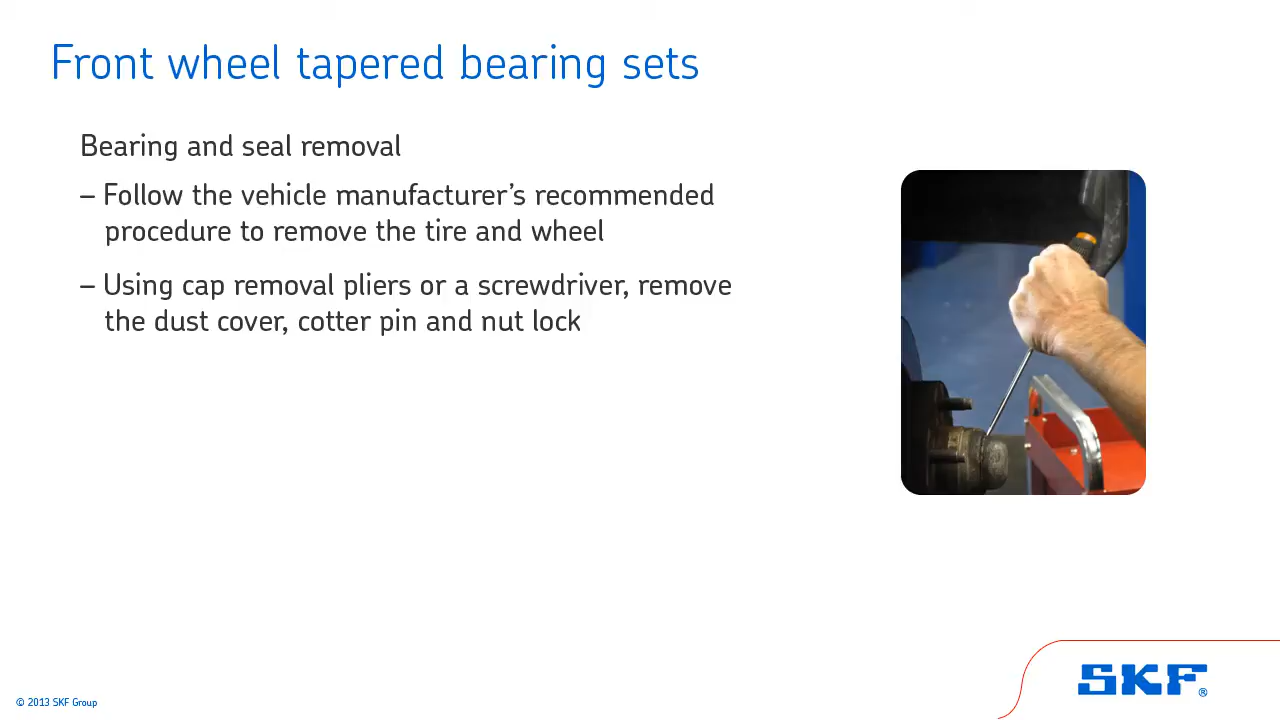 Front wheel tapered bearing sets
Bearing and seal removal
– Follow the vehicle manufacturer’s recommended
procedure to remove the tire and wheel
– Using cap removal pliers or a screwdriver, remove
the dust cover, cotter pin and nut lock
© 2013 SKF Group
SKF®